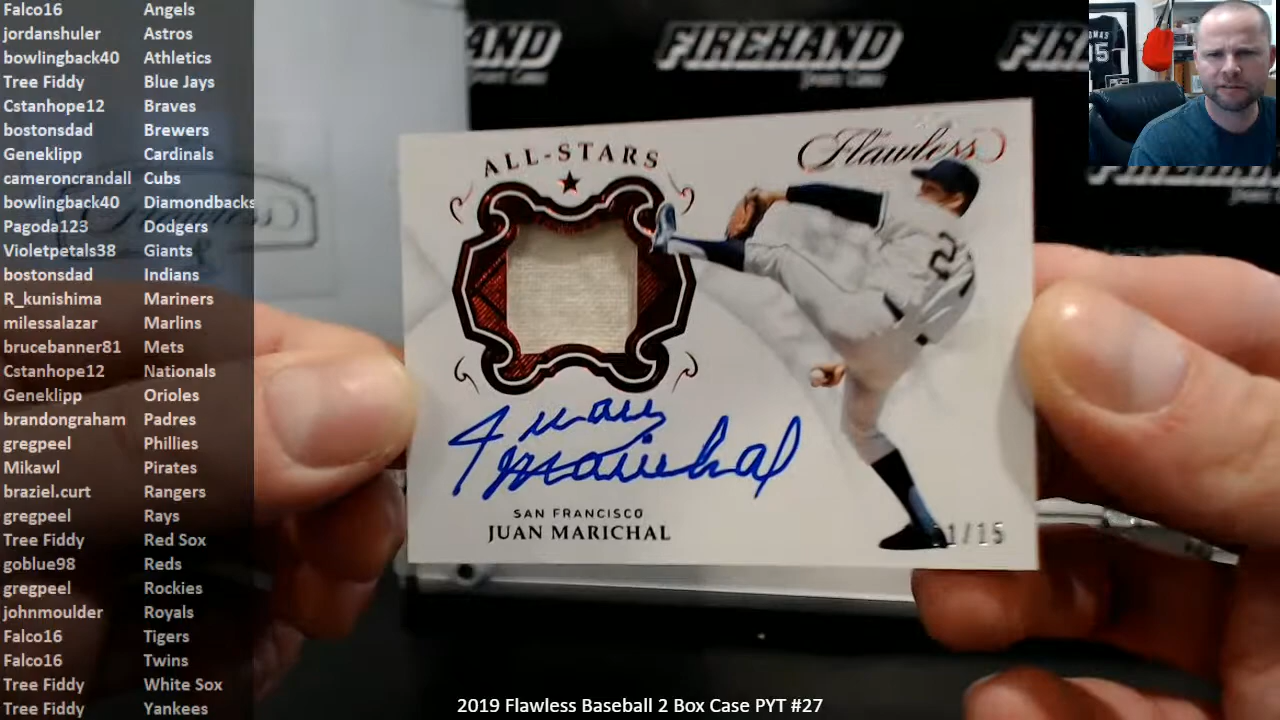 Falco16 Angels
jordanshuler Astros
bowlingback40 Athletics
Tree Fiddy Blue Jays
Cstanhope12 Braves
bostonsdad Brewers
Geneklipp Cardinals
cameroncrandall Cubs
bowlingback40 Diamondbacks
Pagoda123 Dodgers
Violetpetals38 Giants
bostonsdad Indians
R_kunishima Mariners
milessalazar Marlins
brucebanner81 Mets
Cstanhope12 Nationals
Geneklipp Orioles
brandongraham Padres
gregpeel Phillies
Mikawl Pirates
braziel.curt Rangers
gregpeel Rays
Tree Fiddy Red Sox
goblue98 Reds
gregpeel Rockies
johnmoulder Royals
Falco16 Tigers
Falco16 Twins
Tree Fiddy White Sox
Tree Fiddy Yankees
FIREHAND
ALL-STARS
Flawless
2
Juan
Marichal
SAN FRANCISCO
JUAN MARICHAL
1/15
2019 Flawless Baseball 2 Box Case PYT #27